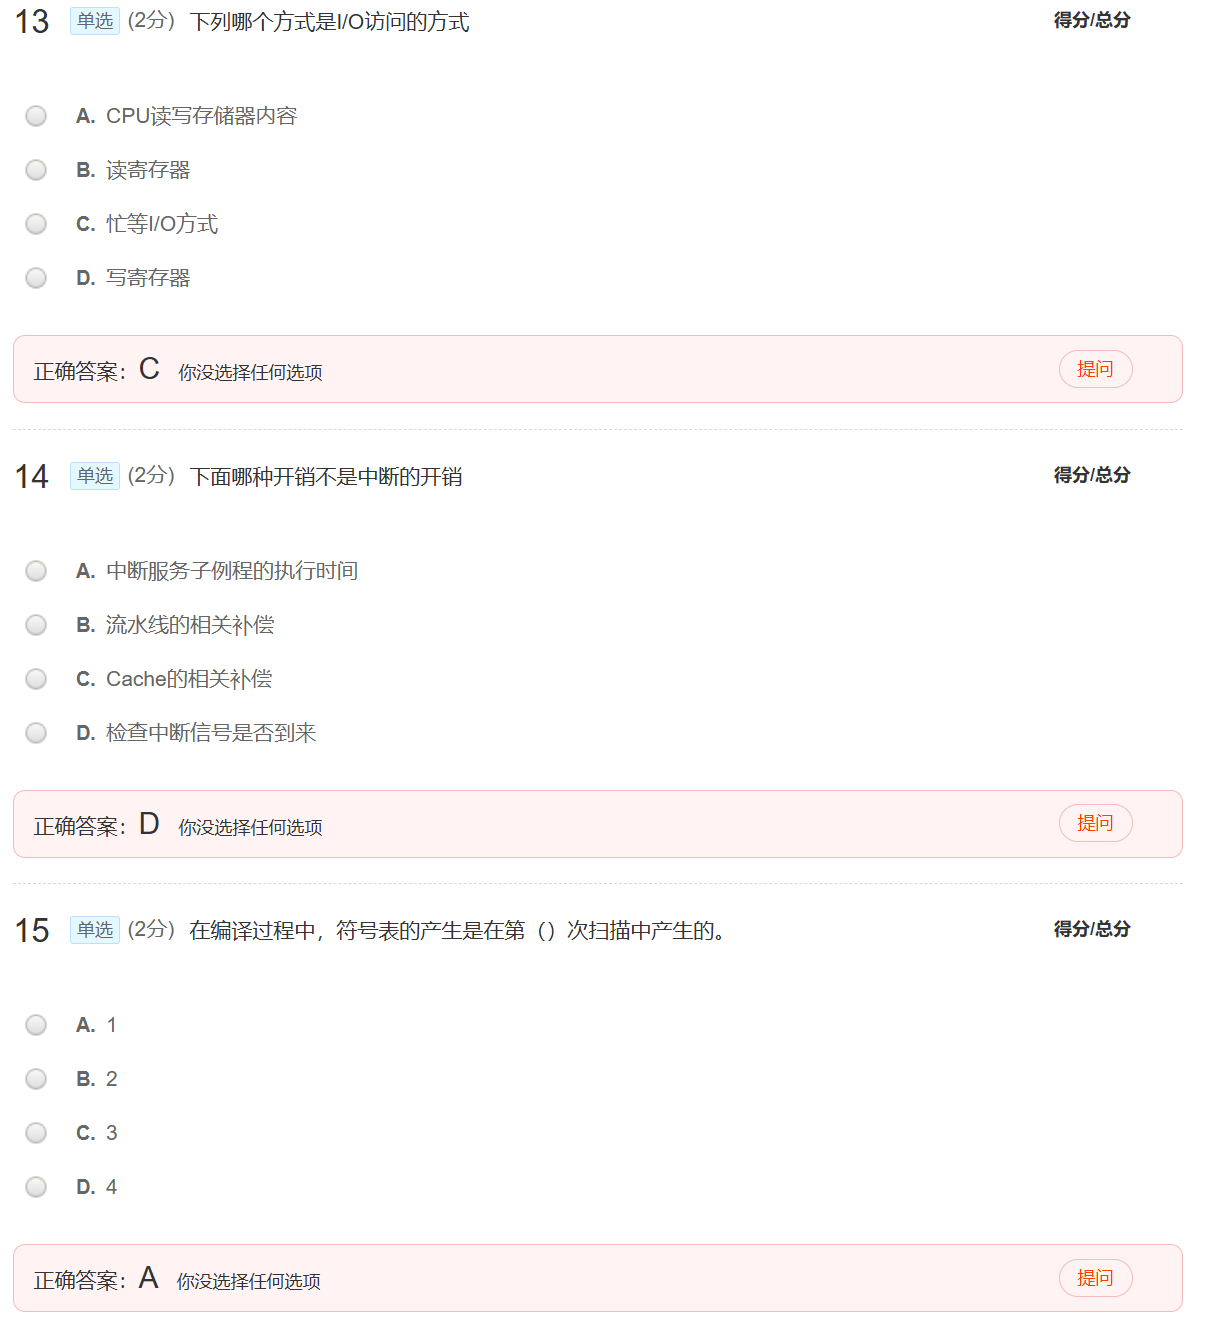 13 单选 (2分) 下列哪个方式是I/O访问的方式 得分/总分
A. CPU读写存储器内容
B. 读寄存器
C. 忙等I/O方式
D. 写寄存器
正确答案：C 你没选择任何选项 提问
14 单选 (2分) 下面哪种开销不是中断的开销 得分/总分
A. 中断服务子例程的执行时间
B. 流水线的相关补偿
C. Cache的相关补偿
D. 检查中断信号是否到来
正确答案：D 你没选择任何选项 提问
15 单选 (2分) 在编译过程中，符号表的产生是在第（）次扫描中产生的。 得分/总分
A. 1
B. 2
C. 3
D. 4
正确答案：A 你没选择任何选项 提问